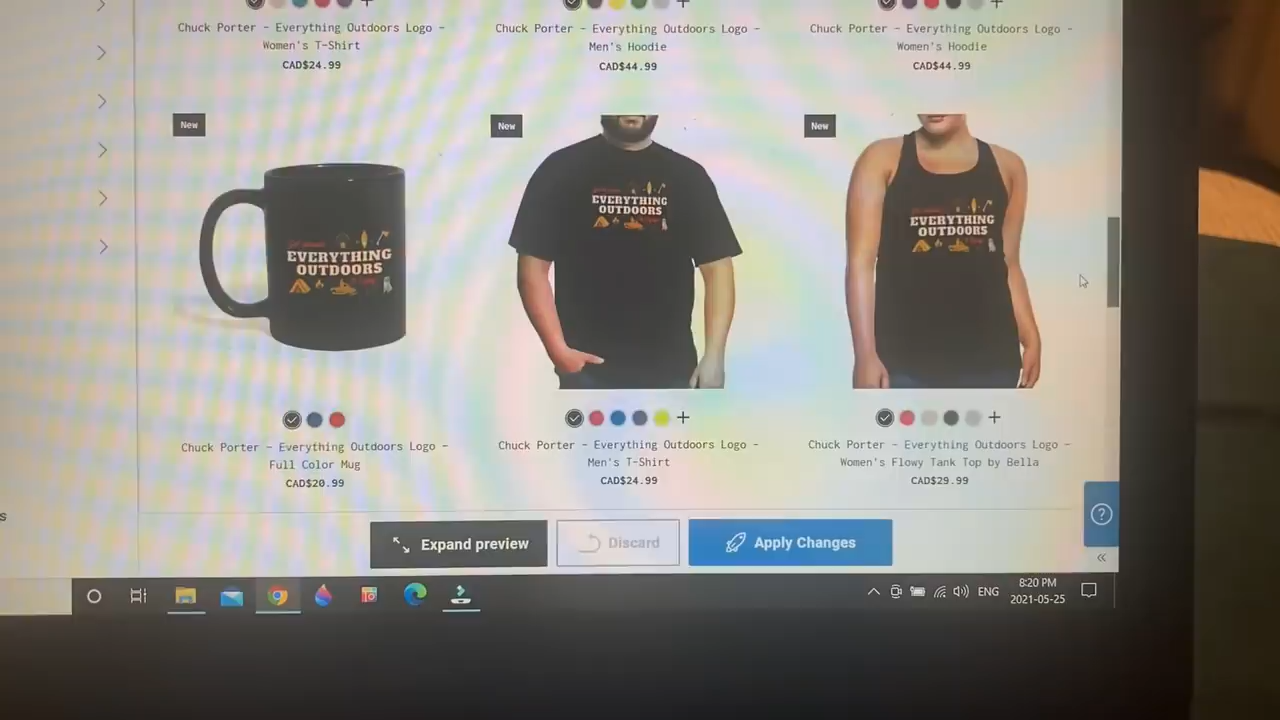 Chuck Porter - Everything Outdoors Logo -
Women's T-Shirt
CAD$24.99
Chuck Porter - Everything Outdoors Logo -
Men's Hoodie
CAD$44.99
Chuck Porter - Everything Outdoors Logo -
Women's Hoodie
CAD$44.99
New
New
New
EVERYTHING
OUTDOORS
EVERYTHING
OUTDOORS
EVERYTHING
OUTDOORS
Chuck Porter - Everything Outdoors Logo -
Full Color Mug
CAD$20.99
Chuck Porter - Everything Outdoors Logo -
Men's T-Shirt
CAD$24.99
Chuck Porter - Everything Outdoors Logo -
Women's Flowy Tank Top by Bella
CAD$29.99
s
Expand preview
Discard
Apply Changes
ENG
8:20 PM
2021-05-25